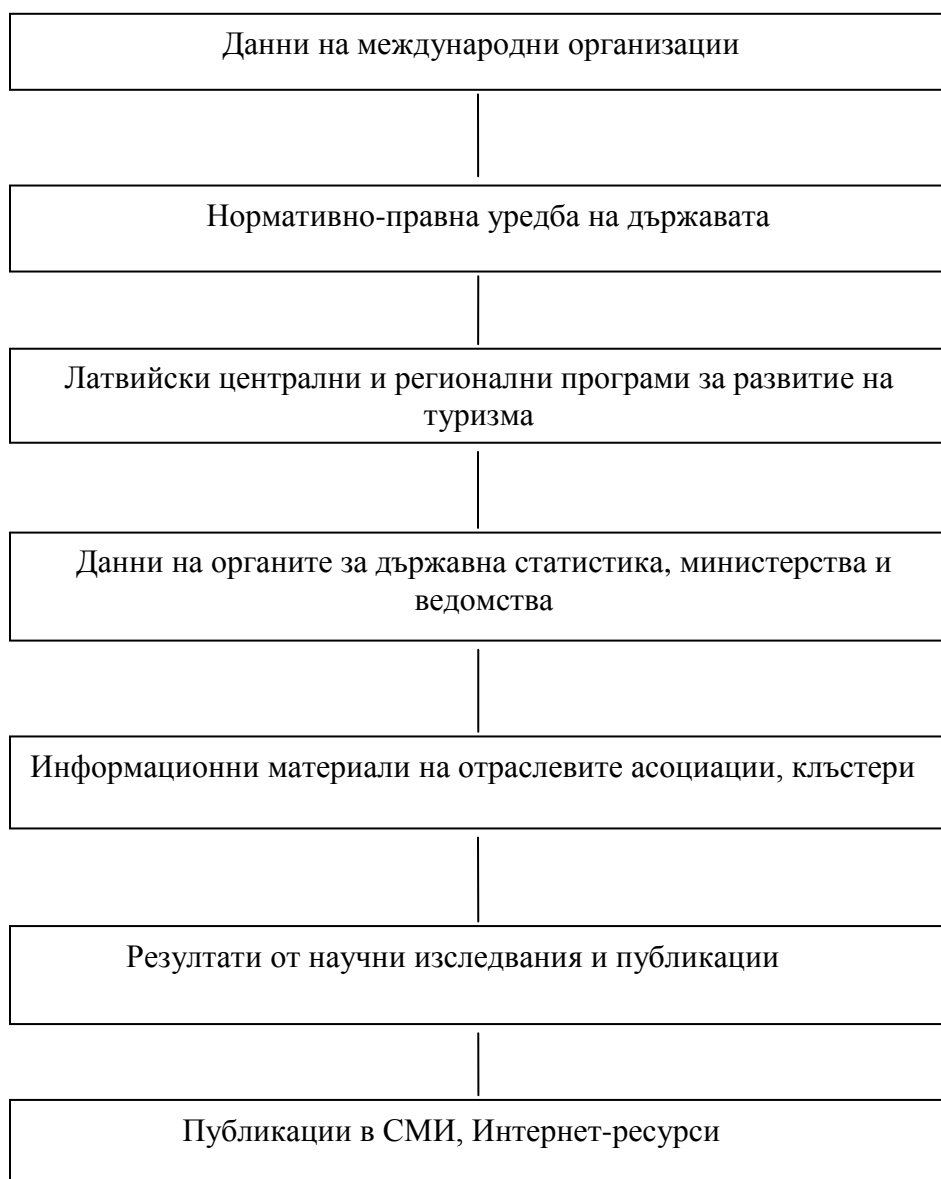 Данни на международни организации
Нормативно-правна уредба на държавата
Латвийски централни и регионални програми за развитие на
туризма
Данни на органите за държавна статистика, министерства и
ведомства
Информационни материали на отраслевите асоциации, клъстери
Резултати от научни изследвания и публикации
Публикации в СМИ, Интернет-ресурси